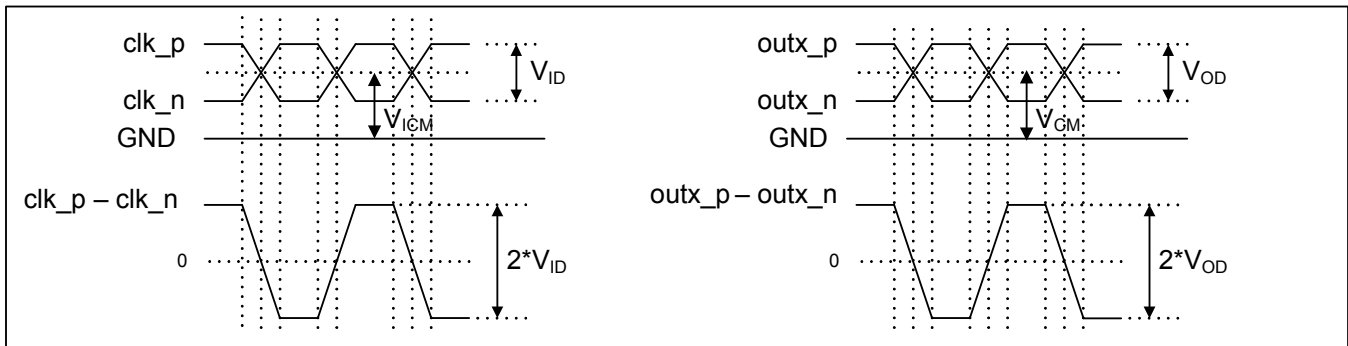 clk_p
V_ID
clk_n
V_ICM
GND
clk_p – clk_n
0
2*V_ID
outx_p
V_OD
outx_n
V_CM
GND
outx_p – outx_n
0
2*V_OD